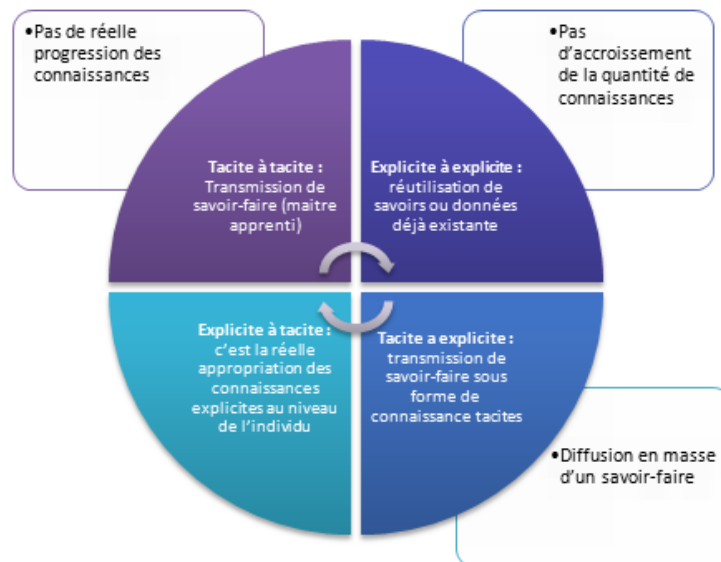 •Pas de réelle
progression des
connaissances
•Pas
d'accroissement
de la quantité de
connaissances
Tacite à tacite :
Transmission de
savoir-faire (maitre
apprenti)
Explicite à explicite :
réutilisation de
savoirs ou données
déjà existante
Explicite à tacite :
c'est la réelle
appropriation des
connaissances
explicites au niveau
de l'individu
Tacite a explicite :
transmission de
savoir-faire sous
forme de
connaissance tacites
•Diffusion en masse
d'un savoir-faire